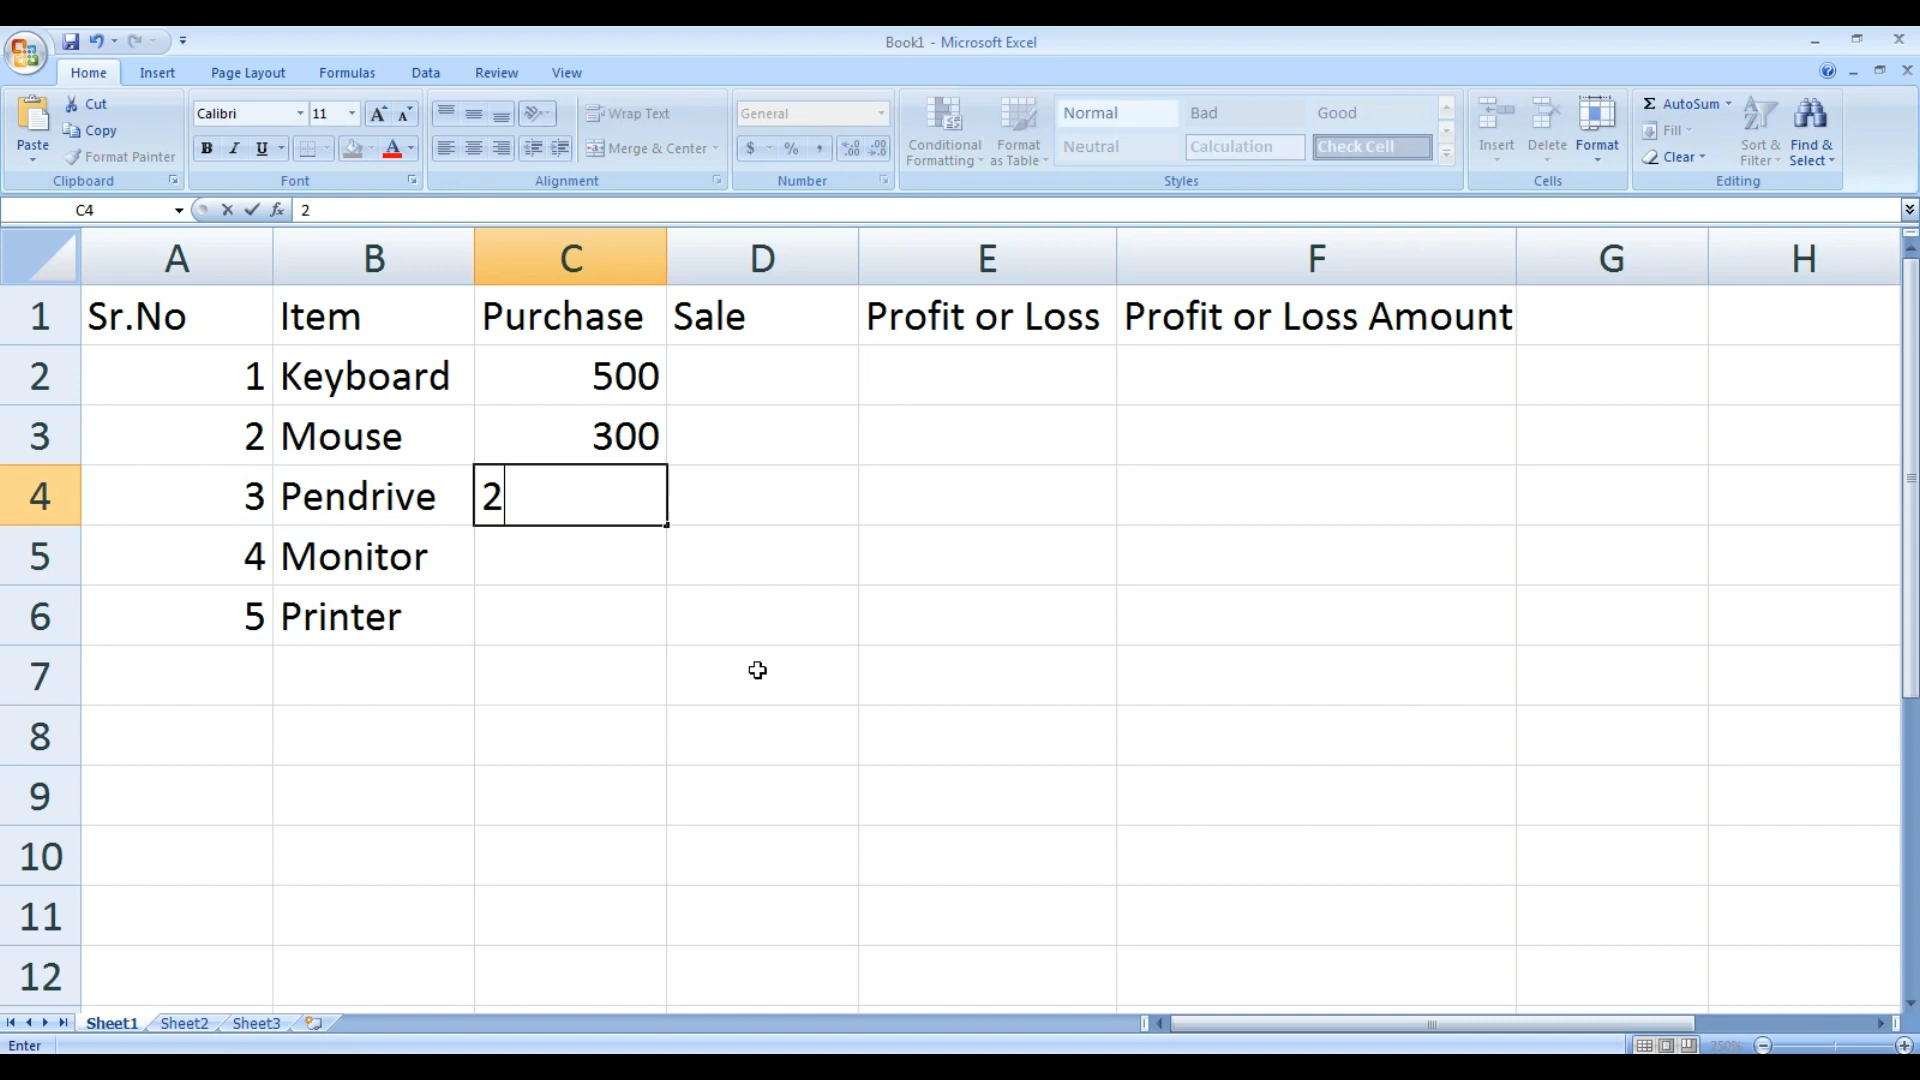 Book1 - Microsoft Excel
Home Insert Page Layout Formulas Data Review View
Paste Cut Copy Format Painter Clipboard
Calibri 11 B I U A Font
Wrap Text Merge & Center Alignment
General $ % , Number
Conditional Formatting Format as Table Normal Bad Good Neutral Calculation Check Cell Styles
Insert Delete Format Cells
Σ AutoSum Fill Clear Sort & Filter Find & Select Editing
C4 fx 2
A B C D E F G H
1 Sr.No Item Purchase Sale Profit or Loss Profit or Loss Amount
2 1 Keyboard 500
3 2 Mouse 300
4 3 Pendrive 2
5 4 Monitor
6 5 Printer
7
8
9
10
11
12
Sheet1 Sheet2 Sheet3
Enter 250%